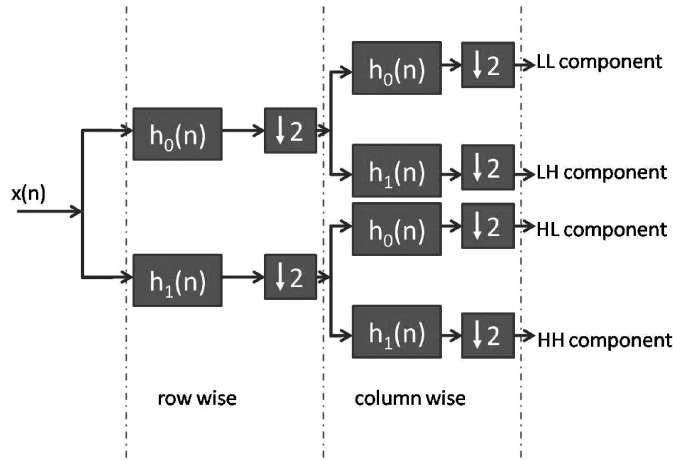 h₀(n)
↓2
LL component
h₀(n)
↓2
h₁(n)
↓2
LH component
x(n)
h₀(n)
↓2
HL component
h₁(n)
↓2
h₁(n)
↓2
HH component
row wise
column wise